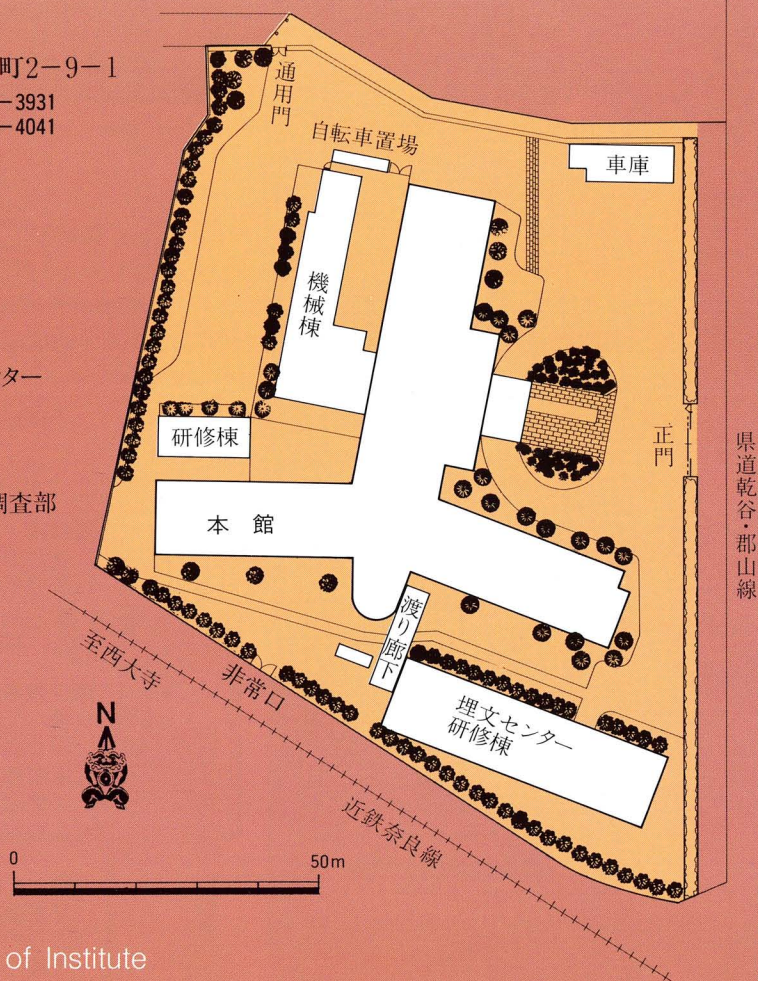 町2-9-1
-3931
-4041
通用門
自転車置場
車庫
機械棟
ター
研修棟
正門
県道乾谷・郡山線
調査部
本館
渡り廊下
至西大寺
非常口
埋文センター
研修棟
N
近鉄奈良線
0 50m
of Institute